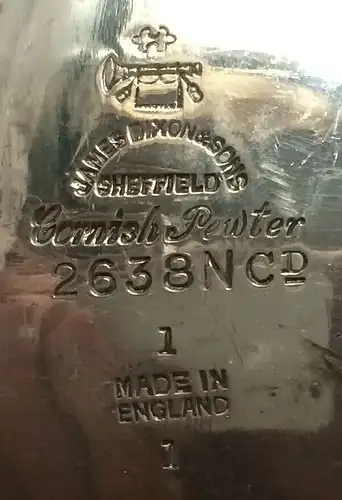 JAMES DIXON & SONS
SHEFFIELD
Cornish Pewter
2638NCD
1
MADE IN
ENGLAND
1